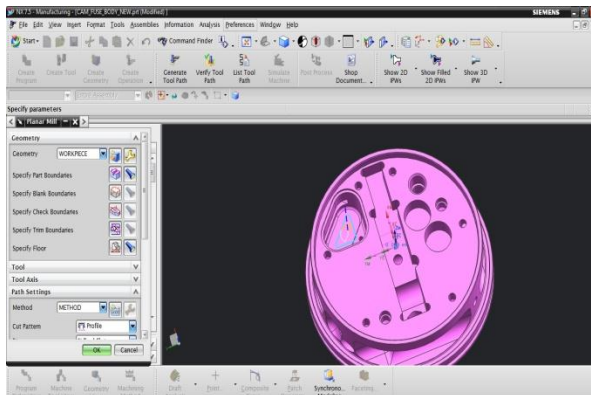 NX 7.5 - Manufacturing - [CAM_FUSE_BODY_NEW.prt (Modified)] SIEMENS
File Edit View Insert Format Tools Assemblies Information Analysis Preferences Window Help
Start Command Finder
Create Program Create Tool Create Geometry Create Operation Generate Tool Path Verify Tool Path List Tool Path Simulate Machine Post Process Shop Document... Show 2D IPWs Show Filled 2D IPWs Show 3D IPW
Specify parameters
Planar Mill
Geometry
Geometry WORKPIECE
Specify Part Boundaries
Specify Blank Boundaries
Specify Check Boundaries
Specify Trim Boundaries
Specify Floor
Tool
Tool Axis
Path Settings
Method METHOD
Cut Pattern Profile
OK Cancel
Program Machine Geometry Machining Draft Point... Composite Patch Synchrono... Faceting